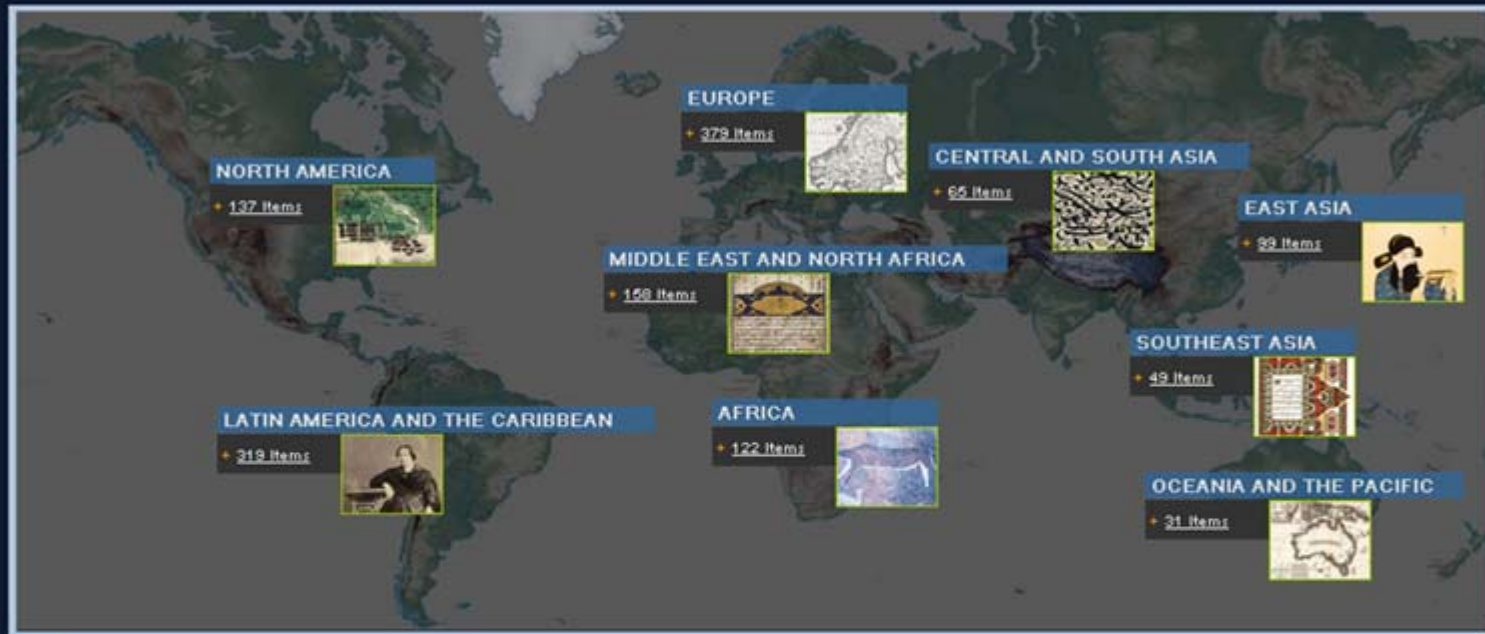 EUROPE
+ 379 Items
CENTRAL AND SOUTH ASIA
+ 65 Items
NORTH AMERICA
+ 137 Items
EAST ASIA
+ 99 Items
MIDDLE EAST AND NORTH AFRICA
+ 158 Items
SOUTHEAST ASIA
+ 49 Items
LATIN AMERICA AND THE CARIBBEAN
+ 319 Items
AFRICA
+ 122 Items
OCEANIA AND THE PACIFIC
+ 31 Items